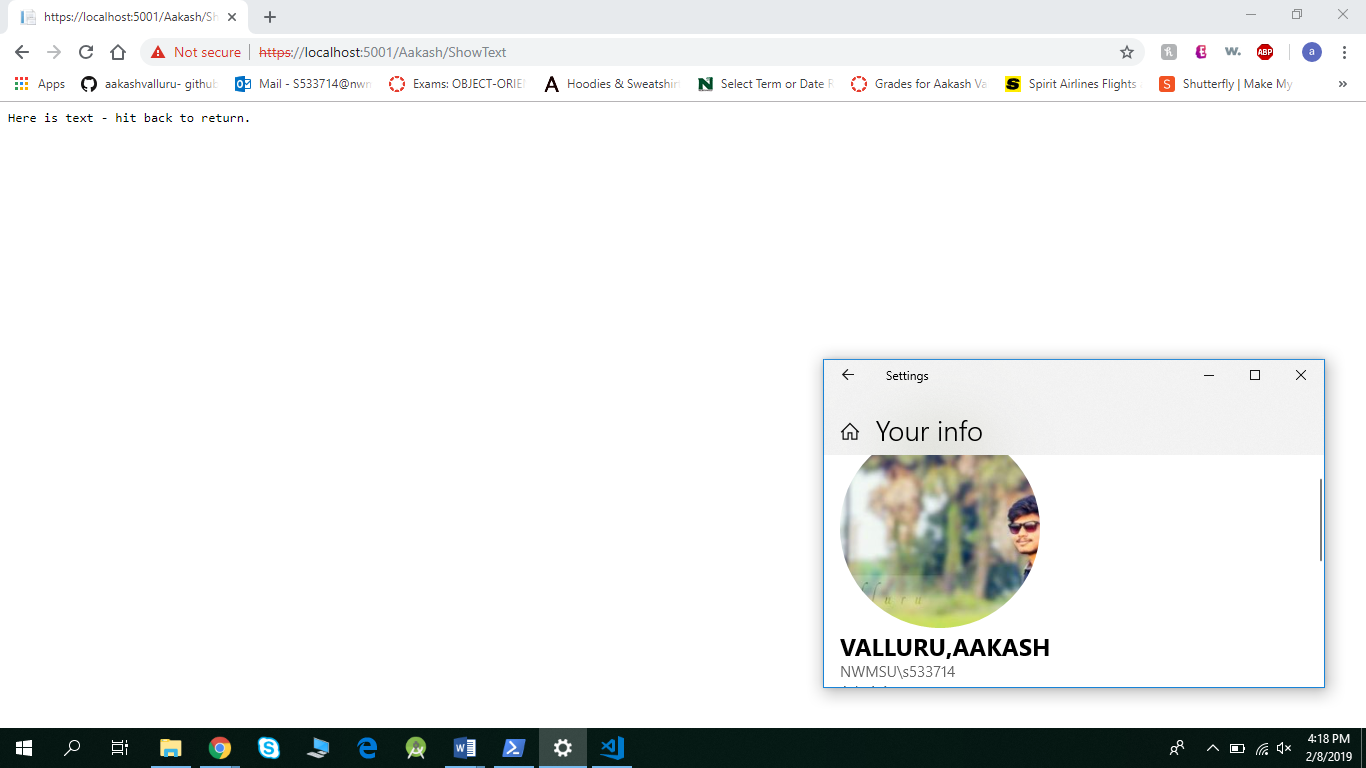 https://localhost:5001/Aakash/Sh
Not secure
https://localhost:5001/Aakash/ShowText
ABP
a
Apps
aakashvalluru- github
Mail - S533714@nwm
Exams: OBJECT-ORIE
Hoodies & Sweatshirt
Select Term or Date R
Grades for Aakash Va
Spirit Airlines Flights
Shutterfly | Make My
Here is text - hit back to return.
Settings
Your info
VALLURU,AAKASH
NWMSU\s533714
4:18 PM
2/8/2019